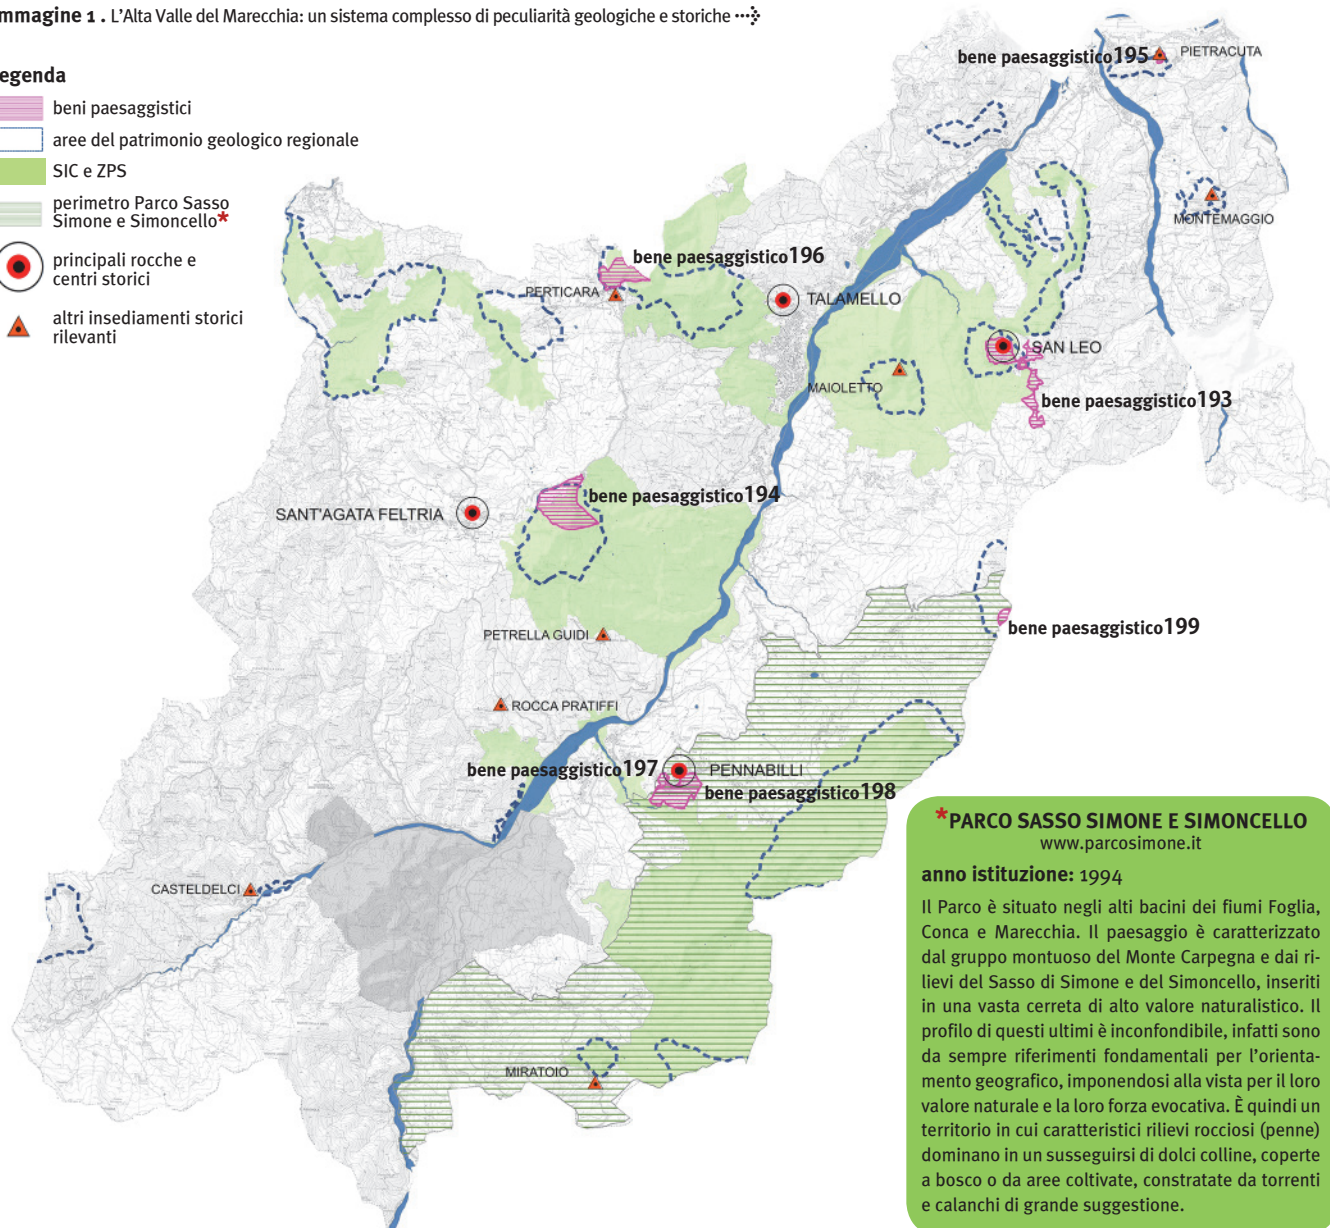 mmagine 1 . L'Alta Valle del Marecchia: un sistema complesso di peculiarità geologiche e storiche
egenda
beni paesaggistici
aree del patrimonio geologico regionale
SIC e ZPS
perimetro Parco Sasso
Simone e Simoncello*
principali rocche e
centri storici
altri insediamenti storici
rilevanti
bene paesaggistico195
PIETRACUTA
MONTEMAGGIO
bene paesaggistico196
PERTICARA
TALAMELLO
SAN LEO
MAIOLETTO
bene paesaggistico193
bene paesaggistico194
SANT'AGATA FELTRIA
PETRELLA GUIDI
bene paesaggistico199
ROCCA PRATIFFI
bene paesaggistico197
PENNABILLI
bene paesaggistico198
CASTELDELCI
MIRATOIO
*PARCO SASSO SIMONE E SIMONCELLO
www.parcosimone.it
anno istituzione: 1994
Il Parco è situato negli alti bacini dei fiumi Foglia,
Conca e Marecchia. Il paesaggio è caratterizzato
dal gruppo montuoso del Monte Carpegna e dai ri-
lievi del Sasso di Simone e del Simoncello, inseriti
in una vasta cerreta di alto valore naturalistico. Il
profilo di questi ultimi è inconfondibile, infatti sono
da sempre riferimenti fondamentali per l'orienta-
mento geografico, imponendosi alla vista per il loro
valore naturale e la loro forza evocativa. È quindi un
territorio in cui caratteristici rilievi rocciosi (penne)
dominano in un susseguirsi di dolci colline, coperte
a bosco o da aree coltivate, constratate da torrenti
e calanchi di grande suggestione.